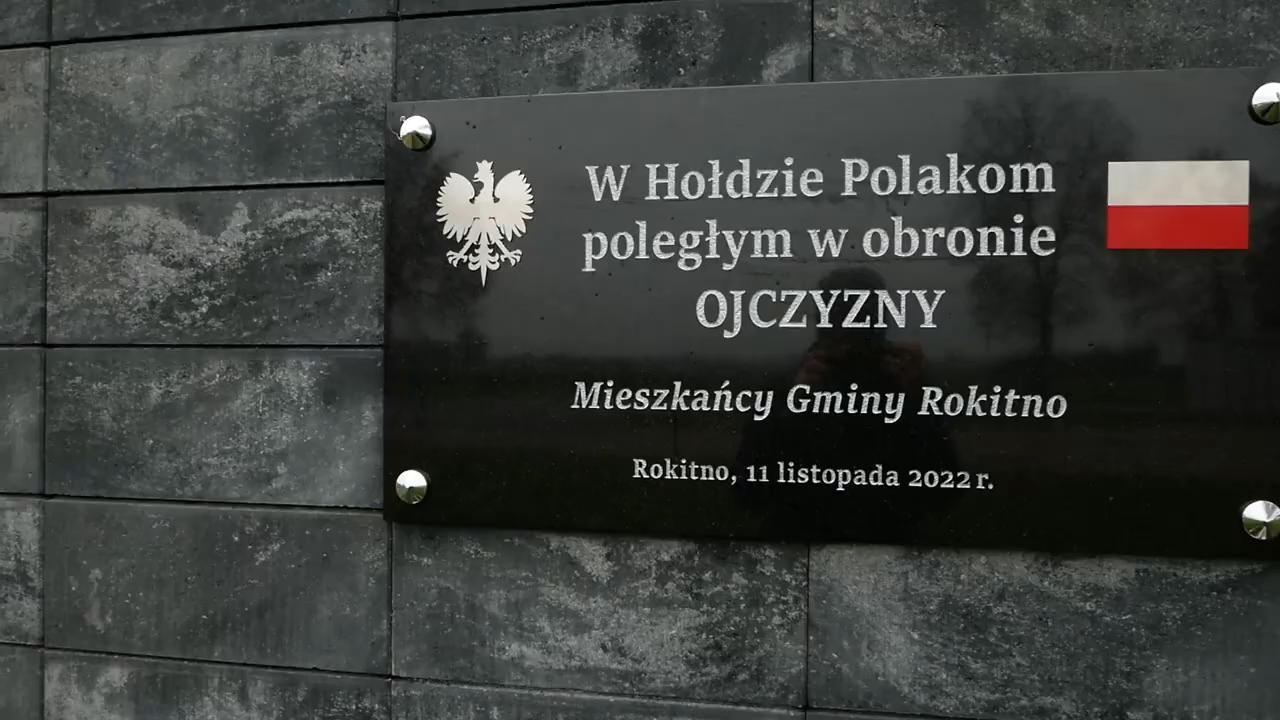 W Hołdzie Polakom
poległym w obronie
OJCZYZNY
Mieszkańcy Gminy Rokitno
Rokitno, 11 listopada 2022 r.